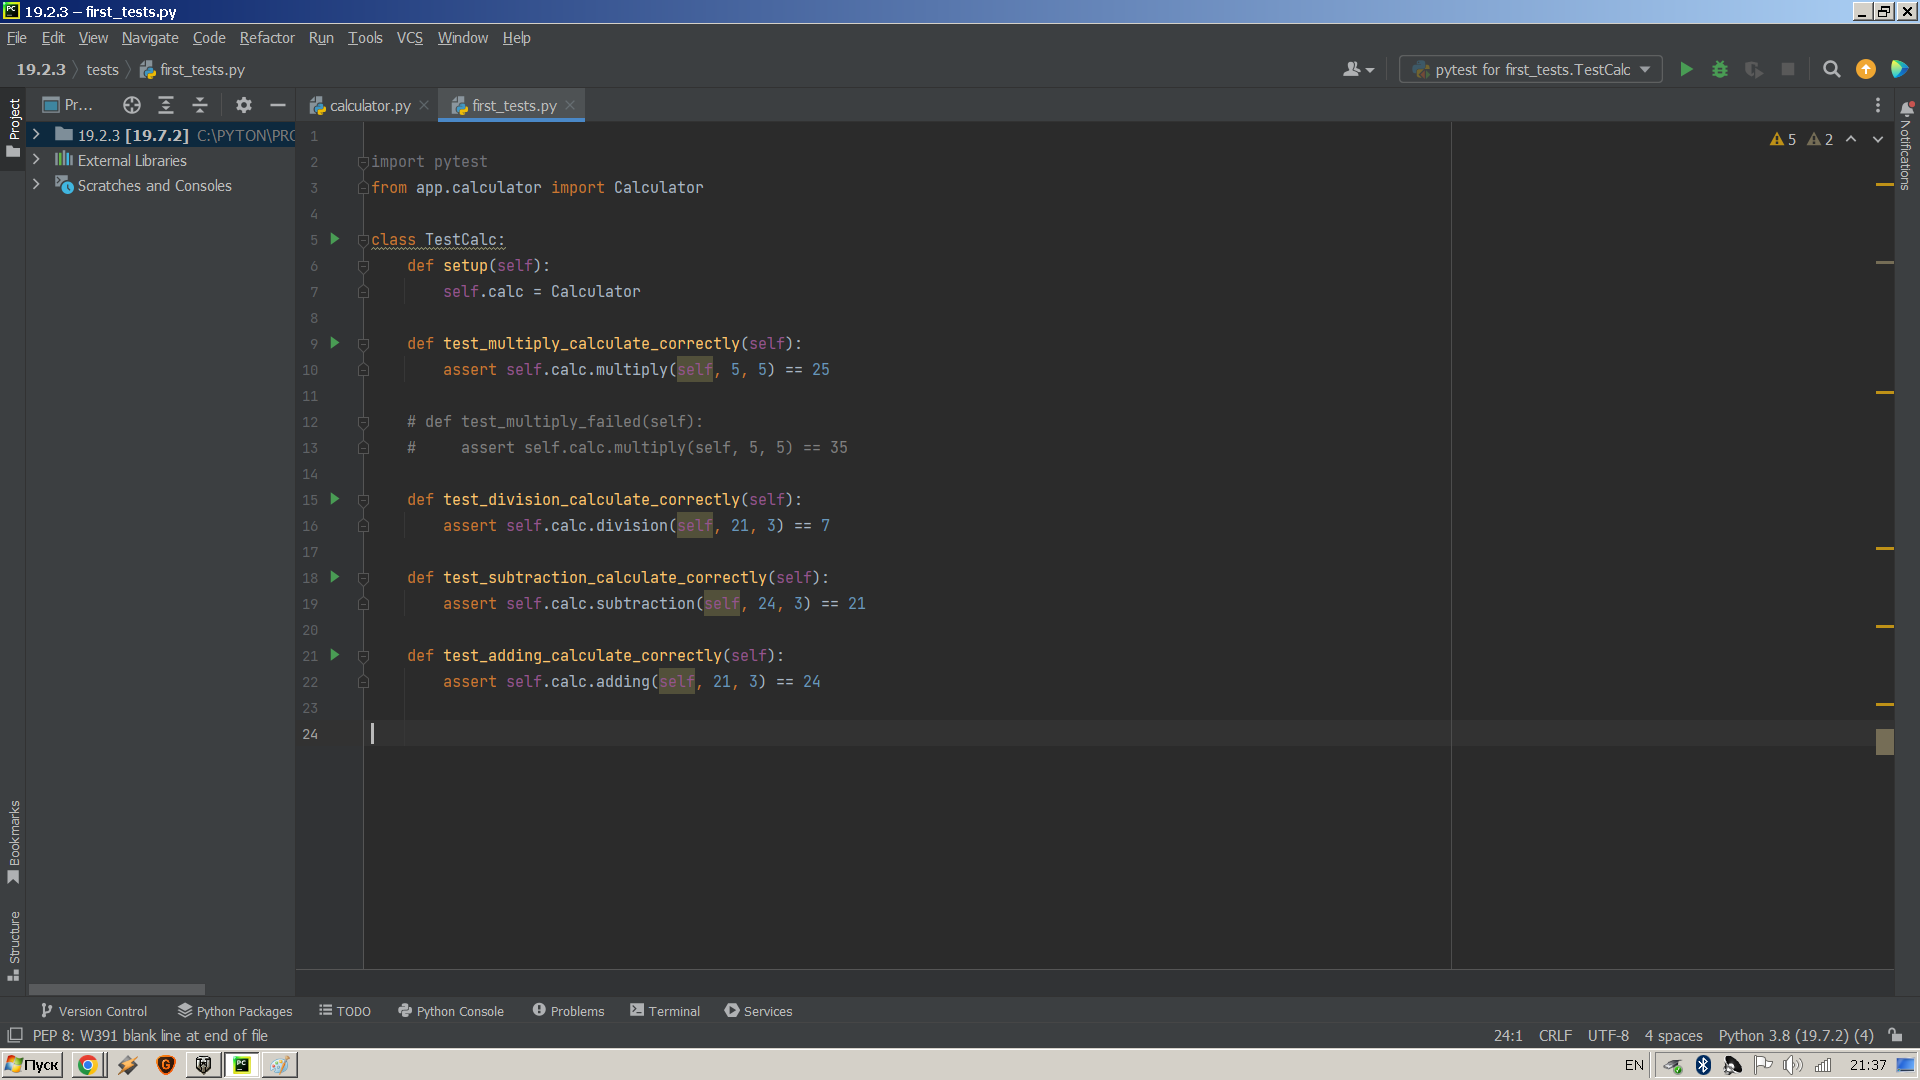 19.2.3 – first_tests.py
File Edit View Navigate Code Refactor Run Tools VCS Window Help
19.2.3 tests first_tests.py pytest for first_tests.TestCalc
Project Pr... calculator.py first_tests.py
19.2.3 [19.7.2] C:\PYTON\PRO
External Libraries
Scratches and Consoles
5 2
Notifications
1
2 import pytest
3 from app.calculator import Calculator
4
5 class TestCalc:
6 def setup(self):
7 self.calc = Calculator
8
9 def test_multiply_calculate_correctly(self):
10 assert self.calc.multiply(self, 5, 5) == 25
11
12 # def test_multiply_failed(self):
13 #     assert self.calc.multiply(self, 5, 5) == 35
14
15 def test_division_calculate_correctly(self):
16 assert self.calc.division(self, 21, 3) == 7
17
18 def test_subtraction_calculate_correctly(self):
19 assert self.calc.subtraction(self, 24, 3) == 21
20
21 def test_adding_calculate_correctly(self):
22 assert self.calc.adding(self, 21, 3) == 24
23
24
Bookmarks
Structure
Version Control Python Packages TODO Python Console Problems Terminal Services
PEP 8: W391 blank line at end of file 24:1 CRLF UTF-8 4 spaces Python 3.8 (19.7.2) (4)
Пуск EN 21:37